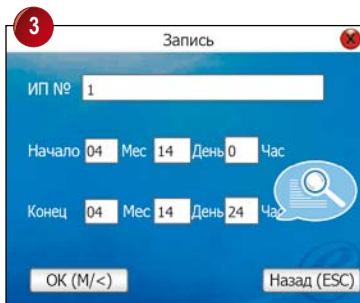 3
Запись
ИП № 1
Начало 04 Мес 14 День 0 Час
Конец 04 Мес 14 День 24 Час
OK (M/<) Назад (ESC)